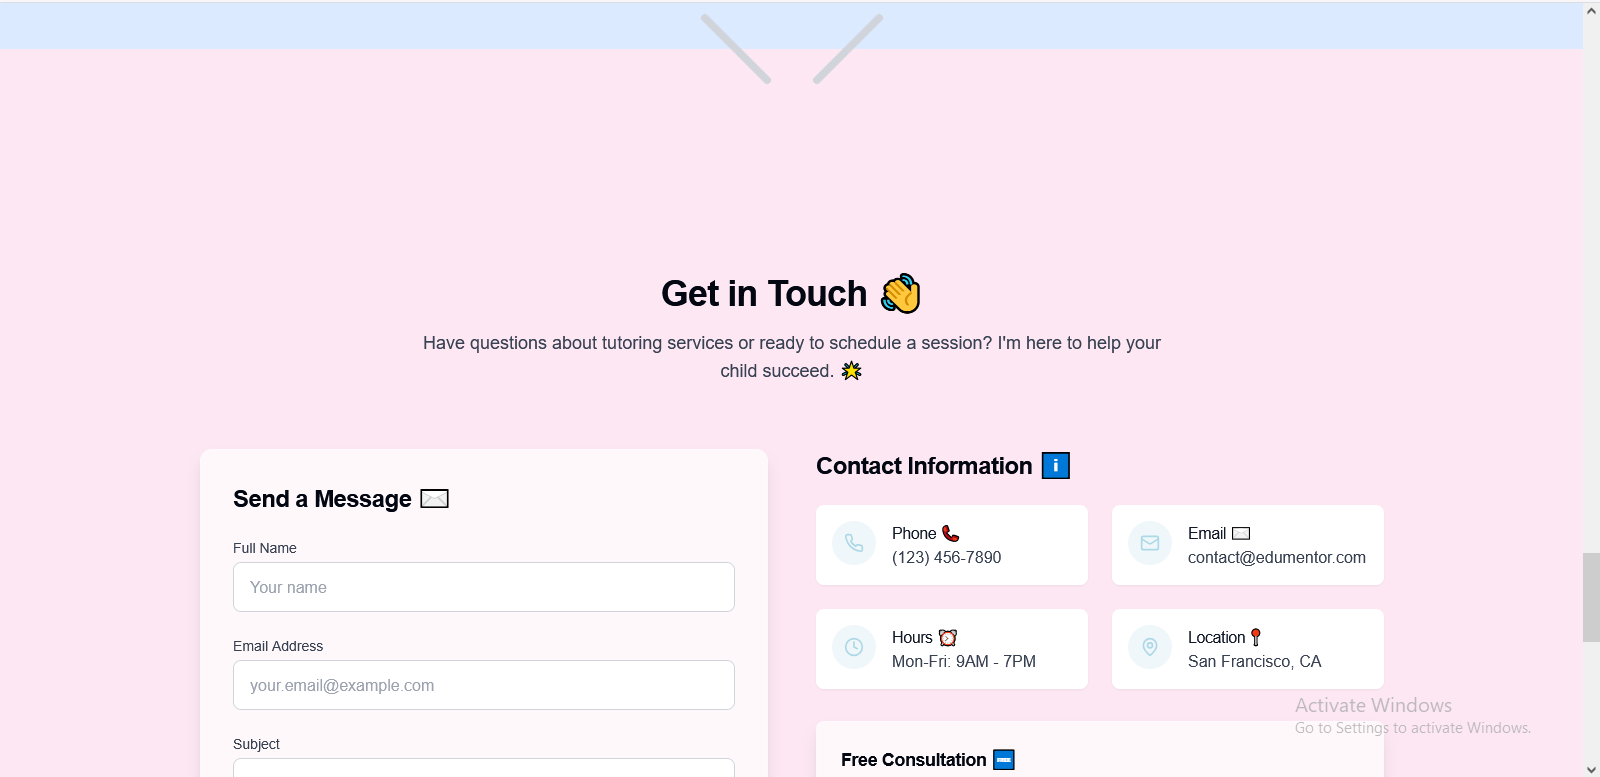 Get in Touch 👋
Have questions about tutoring services or ready to schedule a session? I'm here to help your
child succeed. 🌟
Send a Message ✉️
Full Name
Your name
Email Address
your.email@example.com
Subject
Contact Information ℹ️
Phone 📞
(123) 456-7890
Email ✉️
contact@edumentor.com
Hours ⏰
Mon-Fri: 9AM - 7PM
Location 📍
San Francisco, CA
Free Consultation
Activate Windows
Go to Settings to activate Windows.